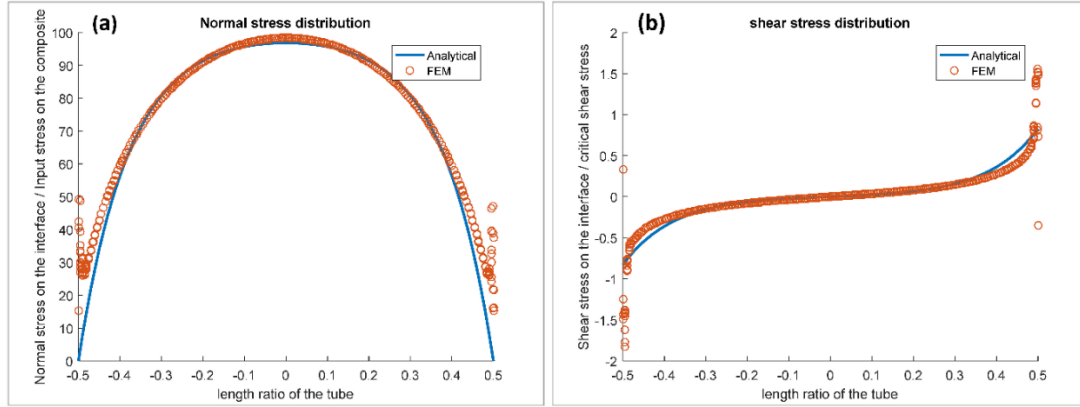 (a)
Normal stress distribution
Normal stress on the interface / Input stress on the composite
100
90
80
70
60
50
40
30
20
10
0
Analytical
FEM
-0.5 -0.4 -0.3 -0.2 -0.1 0 0.1 0.2 0.3 0.4 0.5
length ratio of the tube
(b)
shear stress distribution
Shear stress on the interface / critical shear stress
2
1.5
1
0.5
0
-0.5
-1
-1.5
-2
Analytical
FEM
-0.5 -0.4 -0.3 -0.2 -0.1 0 0.1 0.2 0.3 0.4 0.5
length ratio of the tube